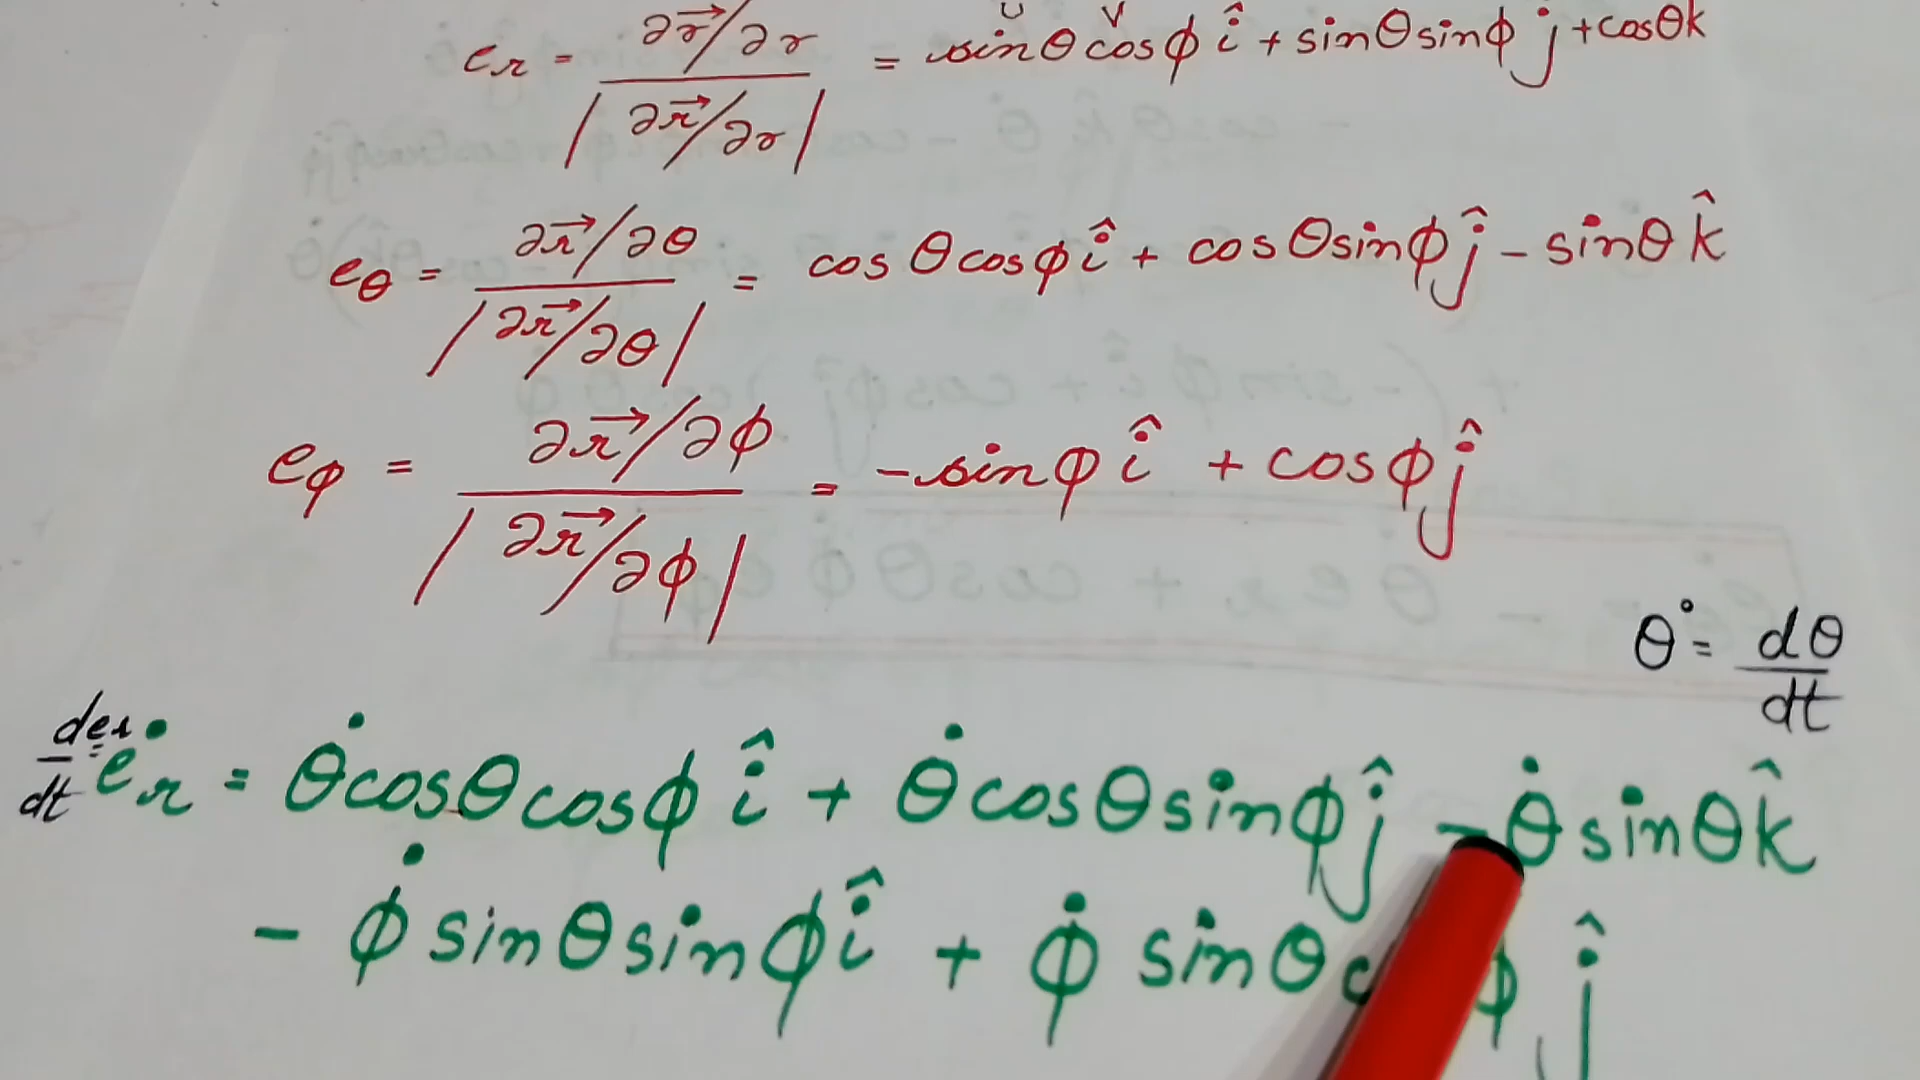 e_r = ∂r⃗/∂r / |∂r⃗/∂r| = sinθ cosϕ î + sinθ sinϕ j + cosθk
U V
e_θ = ∂r⃗/∂θ / |∂r⃗/∂θ| = cosθ cosϕ î + cosθ sinϕ ĵ - sinθ k̂
e_ϕ = ∂r⃗/∂ϕ / |∂r⃗/∂ϕ| = -sinϕ î + cosϕ ĵ
θ° = dθ/dt
de_r/dt = ė_r = θ̇ cosθ cosϕ î + θ̇ cosθ sinϕ ĵ - θ̇ sinθ k̂
- ϕ̇ sinθ sinϕ î + ϕ̇ sinθ ϕ ĵ